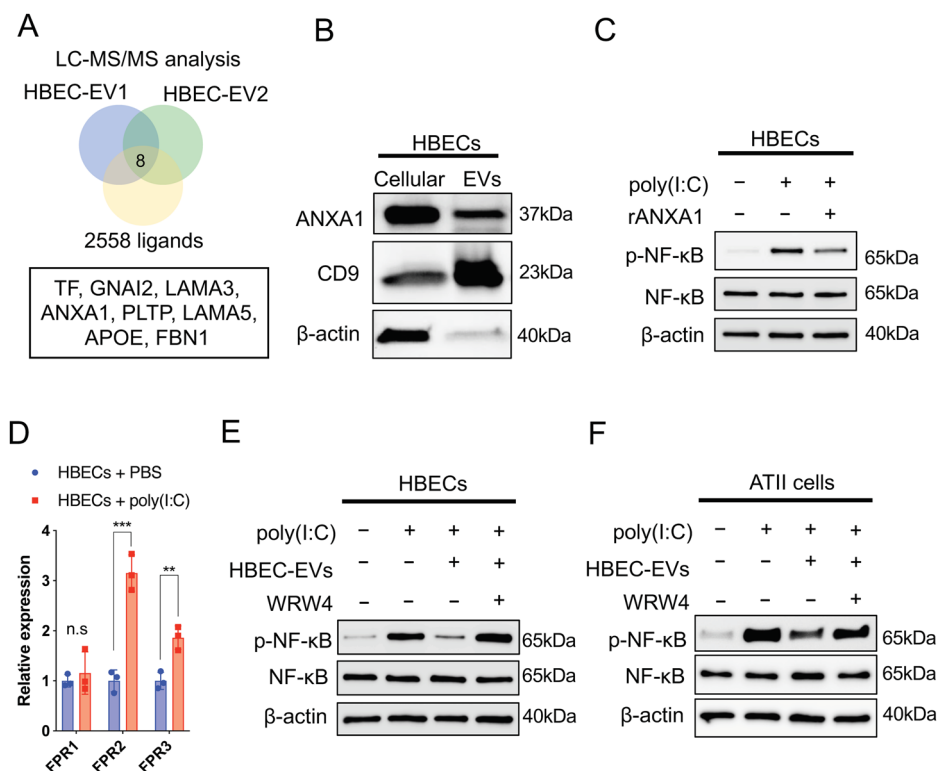 A
LC-MS/MS analysis
HBEC-EV1
HBEC-EV2
8
2558 ligands
TF, GNAI2, LAMA3,
ANXA1, PLTP, LAMA5,
APOE, FBN1
B
HBECs
Cellular EVs
ANXA1 37kDa
CD9 23kDa
β-actin 40kDa
C
HBECs
poly(I:C) – + +
rANXA1 – – +
p-NF-κB 65kDa
NF-κB 65kDa
β-actin 40kDa
D
HBECs + PBS
HBECs + poly(I:C)
Relative expression
4
3
2
1
0
n.s
***
**
FPR1
FPR2
FPR3
E
HBECs
poly(I:C) – + + +
HBEC-EVs – – + +
WRW4 – – – +
p-NF-κB 65kDa
NF-κB 65kDa
β-actin 40kDa
F
ATII cells
poly(I:C) – + + +
HBEC-EVs – – + +
WRW4 – – – +
p-NF-κB 65kDa
NF-κB 65kDa
β-actin 40kDa